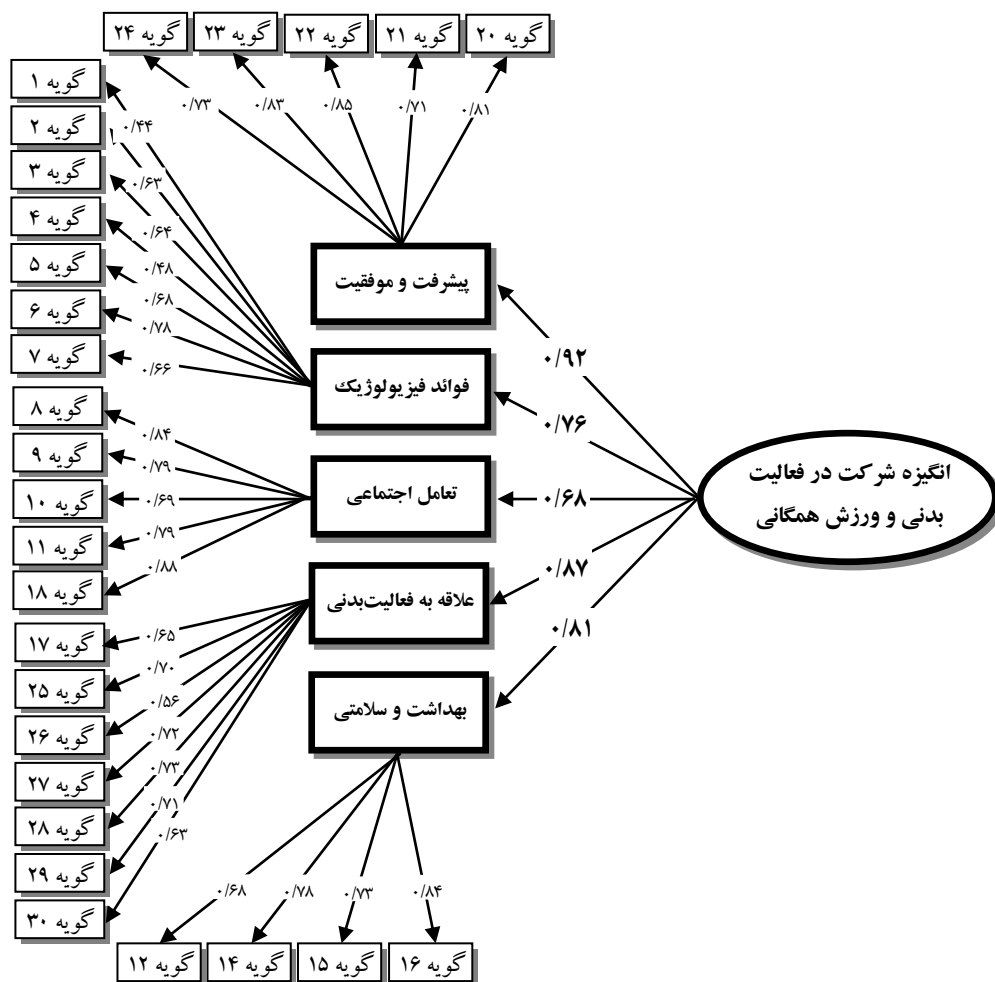 گویه ۲۰
گویه ۲۱
گویه ۲۲
گویه ۲۳
گویه ۲۴
۰/۸۱
۰/۷۱
۰/۸۵
۰/۸۳
۰/۷۳
انگیزه شرکت در فعالیت
بدنی و ورزش همگانی
۰/۹۲
۰/۷۶
۰/۶۸
۰/۸۷
۰/۸۱
پیشرفت و موفقیت
فوائد فیزیولوژیک
تعامل اجتماعی
علاقه به فعالیت‌بدنی
بهداشت و سلامتی
۰/۴۴
۰/۶۳
۰/۶۴
۰/۴۸
۰/۶۸
۰/۷۸
۰/۶۶
۰/۸۴
۰/۷۹
۰/۶۹
۰/۷۹
۰/۸۸
۰/۶۵
۰/۷۰
۰/۵۶
۰/۷۲
۰/۷۳
۰/۷۱
۰/۶۳
گویه ۱
گویه ۲
گویه ۳
گویه ۴
گویه ۵
گویه ۶
گویه ۷
گویه ۸
گویه ۹
گویه ۱۰
گویه ۱۱
گویه ۱۸
گویه ۱۷
گویه ۲۵
گویه ۲۶
گویه ۲۷
گویه ۲۸
گویه ۲۹
گویه ۳۰
۰/۸۴
۰/۷۳
۰/۷۸
۰/۶۸
گویه ۱۶
گویه ۱۵
گویه ۱۴
گویه ۱۲